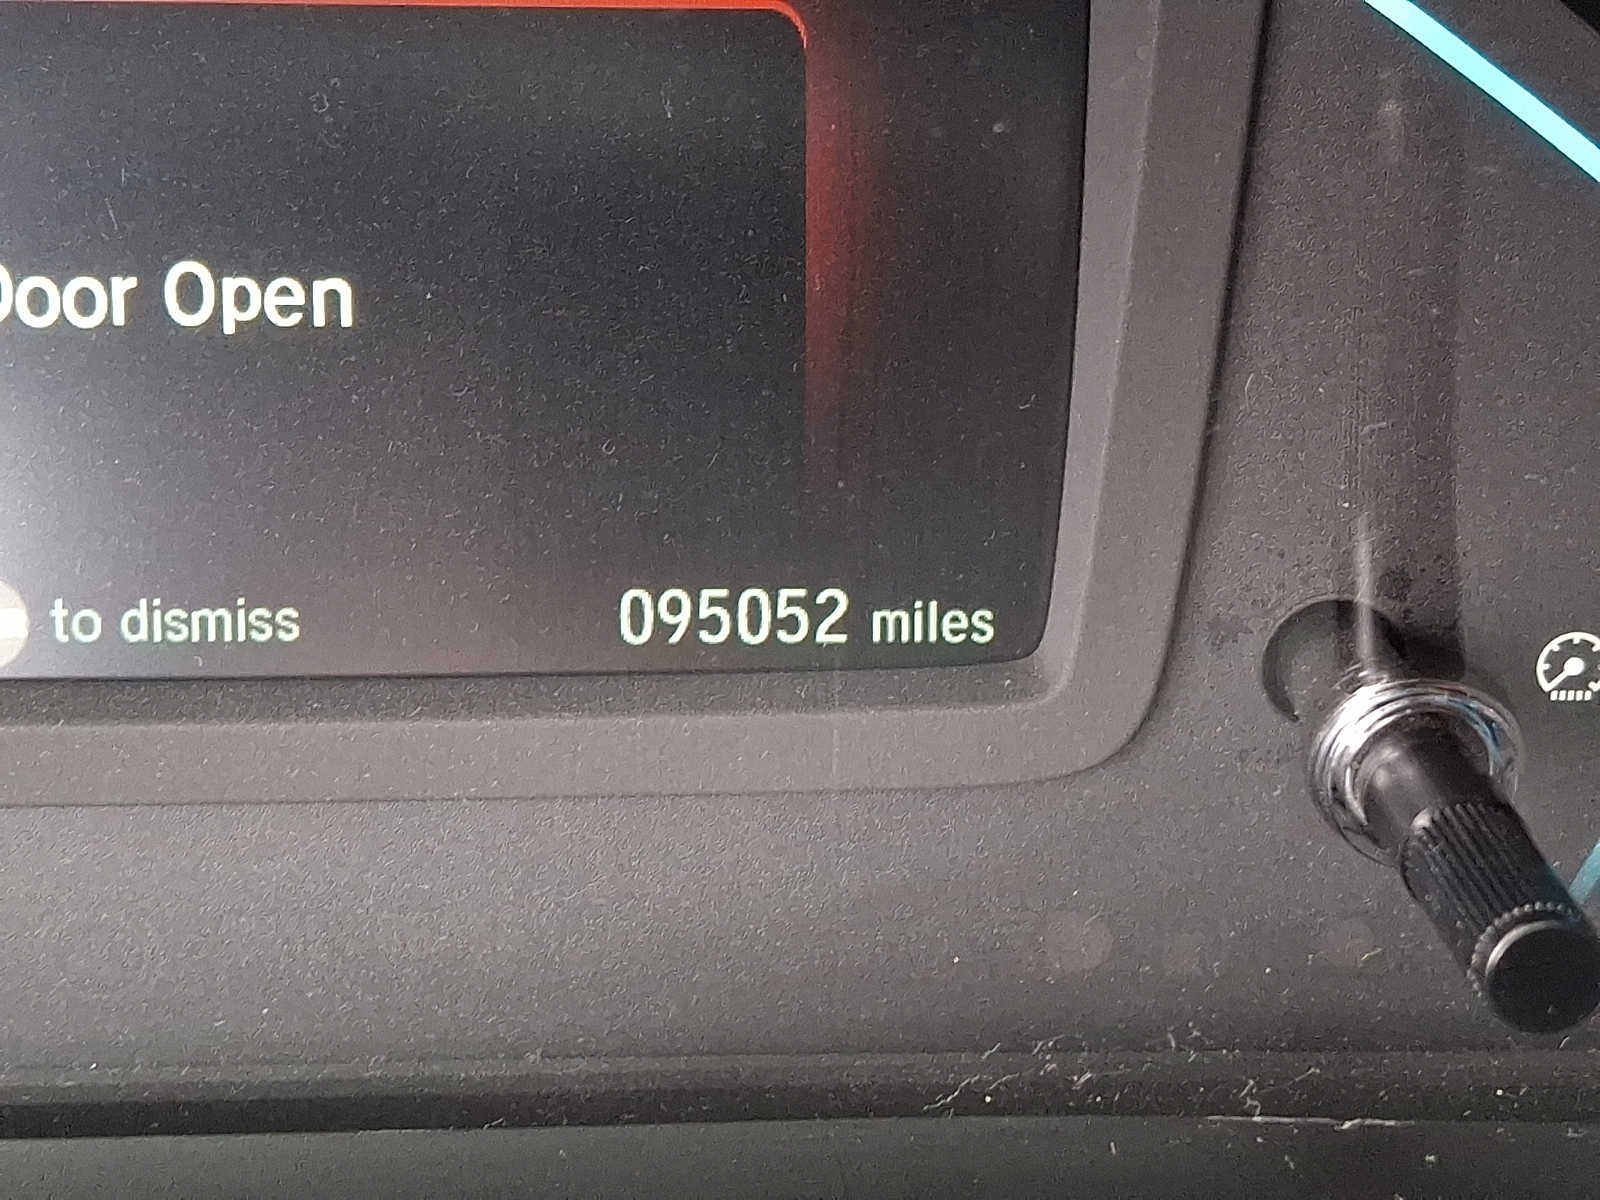 Door Open
to dismiss
095052 miles